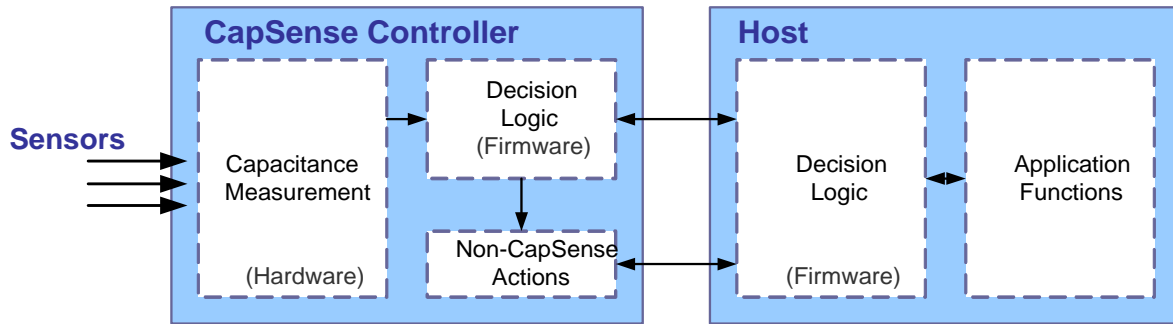 CapSense Controller
Host
Sensors
Capacitance
Measurement
(Hardware)
Decision
Logic
(Firmware)
Non-CapSense
Actions
Decision
Logic
(Firmware)
Application
Functions